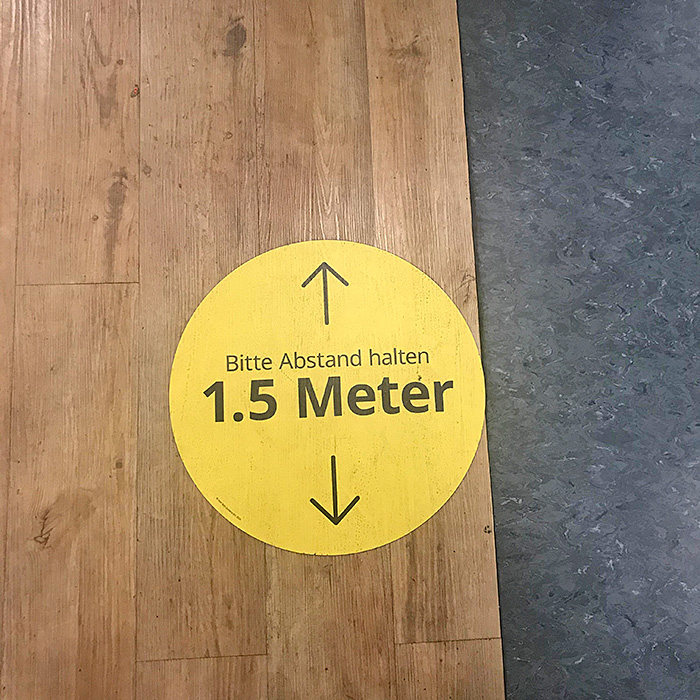 Bitte Abstand halten
1.5 Meter